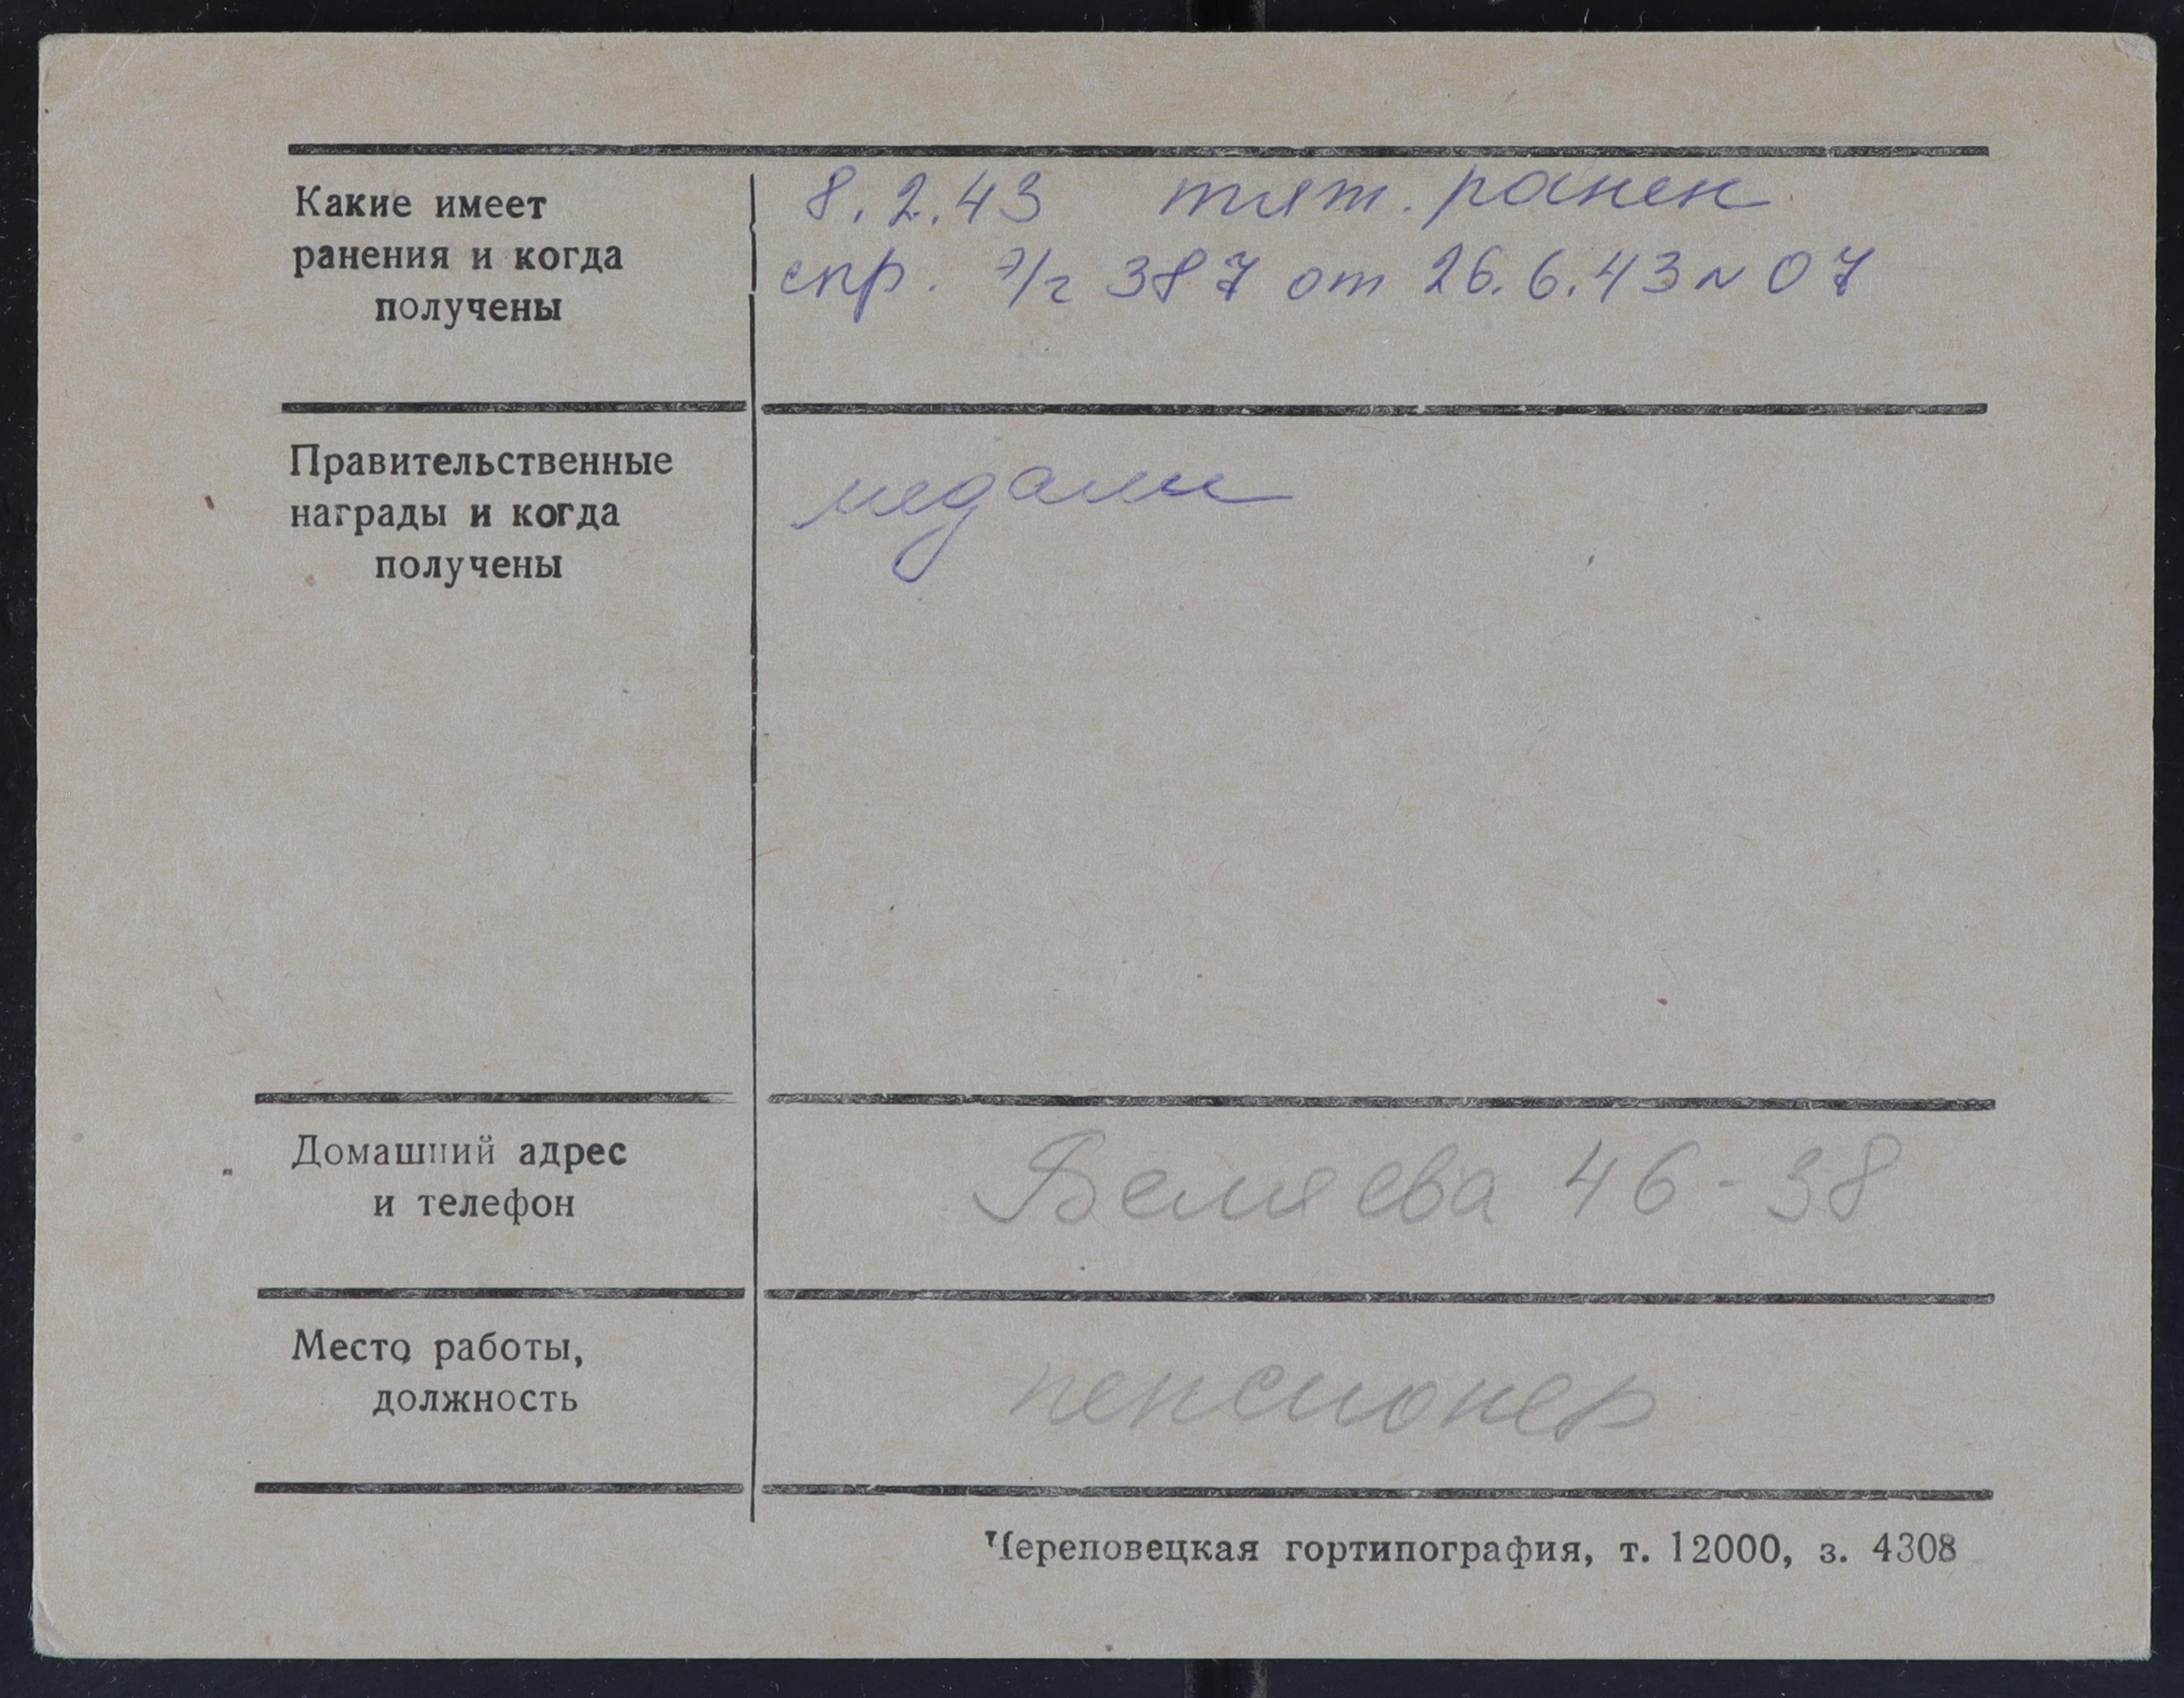 Какие имеет
ранения и когда
получены
8.2.43 тяж. ранен
спр. э/г 387 от 26.6.43 N 07
Правительственные
награды и когда
получены
медали
Домашний адрес
и телефон
Беляева 46-38
Место работы,
должность
пенсионер
Череповецкая гортипография, т. 12000, з. 4308